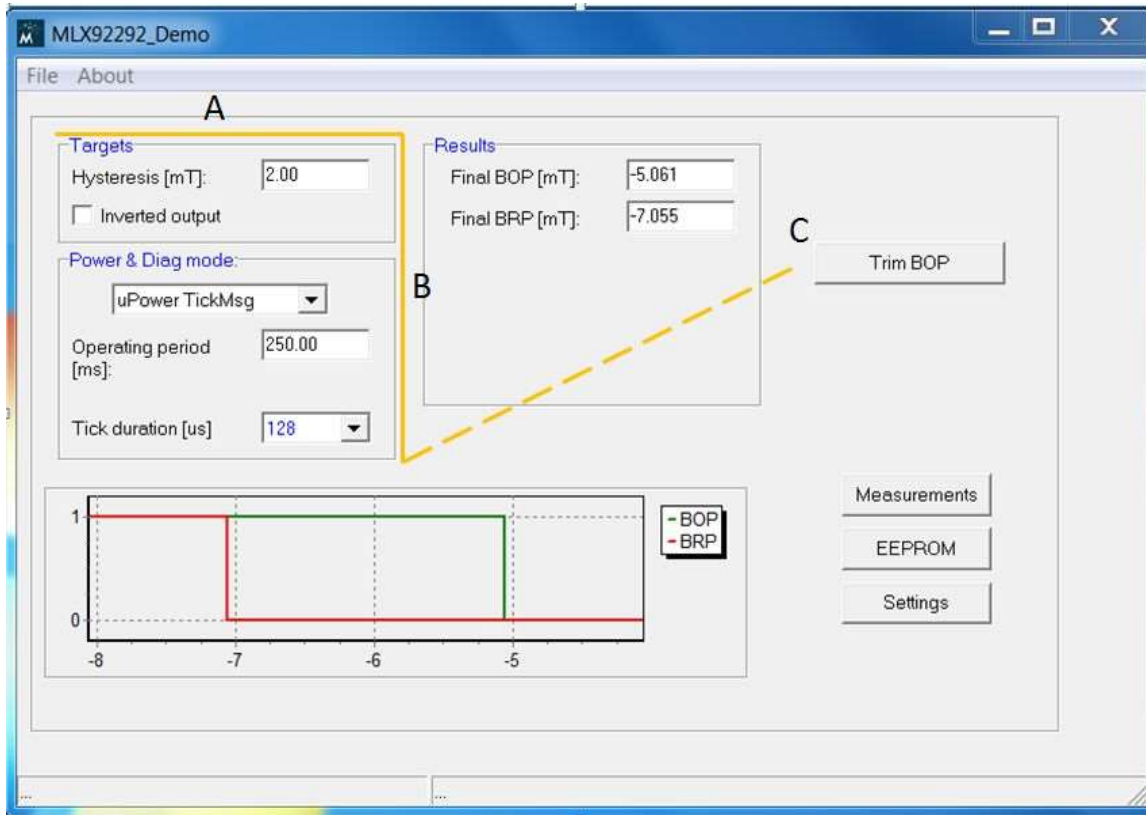 MLX92292_Demo
File About
A
Targets
Hysteresis [mT]: 2.00
Inverted output
Results
Final BOP [mT]: -5.061
Final BRP [mT]: -7.055
C
Trim BOP
Power & Diag mode:
uPower TickMsg
B
Operating period [ms]: 250.00
Tick duration [us] 128
1
0
-8 -7 -6 -5
BOP
BRP
Measurements
EEPROM
Settings
...
...